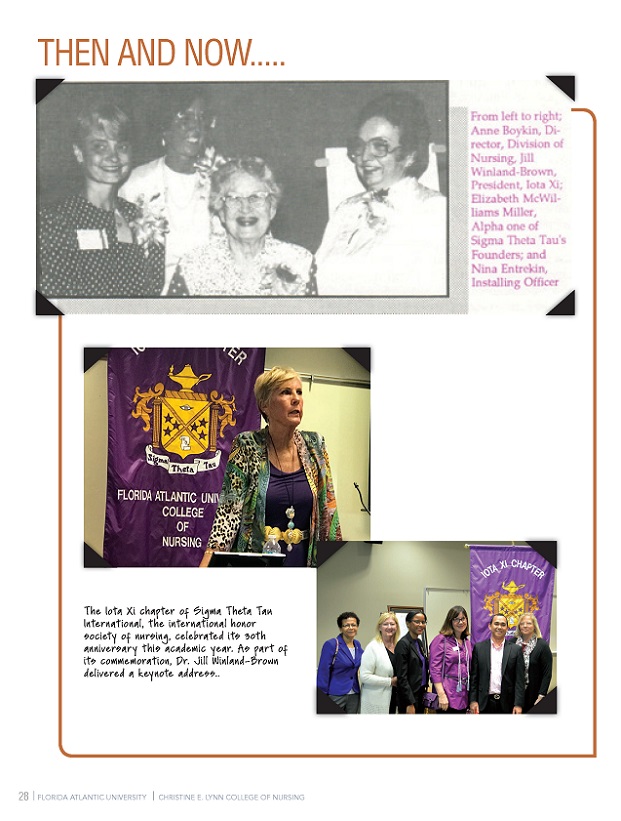 THEN AND NOW.....
From left to right;
Anne Boykin, Di-
rector, Division of
Nursing, Jill
Winland-Brown,
President, Iota Xi;
Elizabeth McWil-
liams Miller,
Alpha one of
Sigma Theta Tau's
Founders; and
Nina Entrekin,
Installing Officer
IOTA XI CHAPTER
Sigma Theta Tau
FLORIDA ATLANTIC UNIV
COLLEGE
OF
NURSING
The Iota Xi chapter of Sigma Theta Tau
International, the international honor
society of nursing, celebrated its 30th
anniversary this academic year. As part of
its commemoration, Dr. Jill Winland-Brown
delivered a keynote address..
IOTA XI CHAPTER
28 | FLORIDA ATLANTIC UNIVERSITY | CHRISTINE E. LYNN COLLEGE OF NURSING